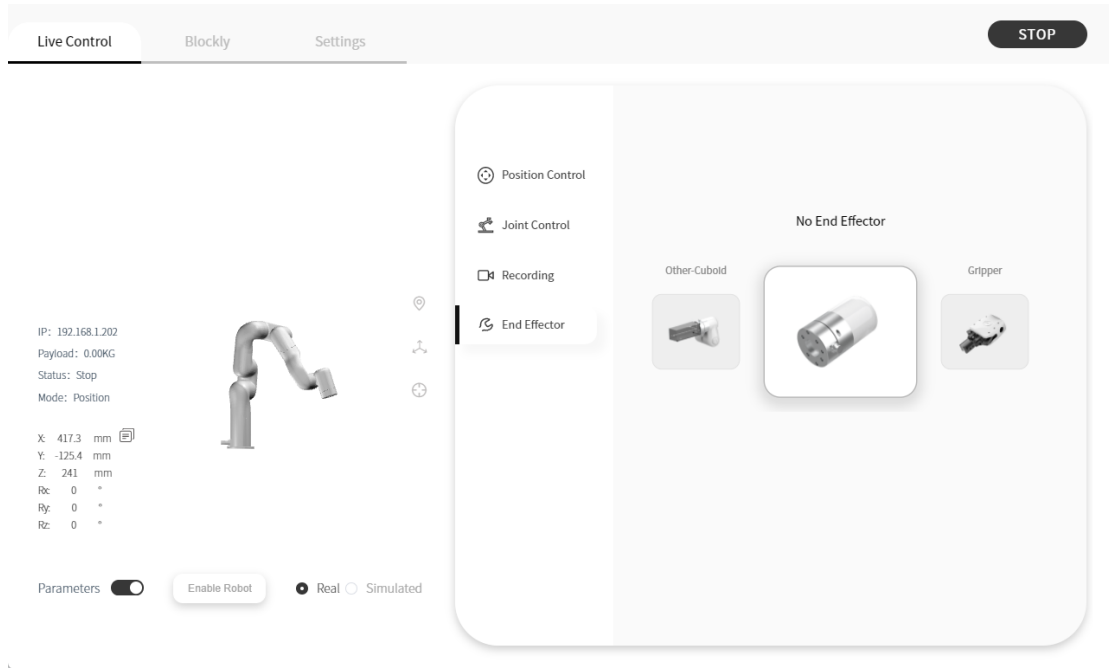 Live Control
Blockly
Settings
STOP
IP: 192.168.1.202
Payload: 0.00KG
Status: Stop
Mode: Position
X: 417.3 mm
Y: -125.4 mm
Z: 241 mm
Rx: 0 °
Ry: 0 °
Rz: 0 °
Parameters
Enable Robot
Real
Simulated
Position Control
Joint Control
Recording
End Effector
No End Effector
Other-Cuboid
Gripper